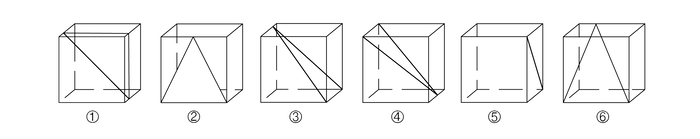 ① ② ③ ④ ⑤ ⑥